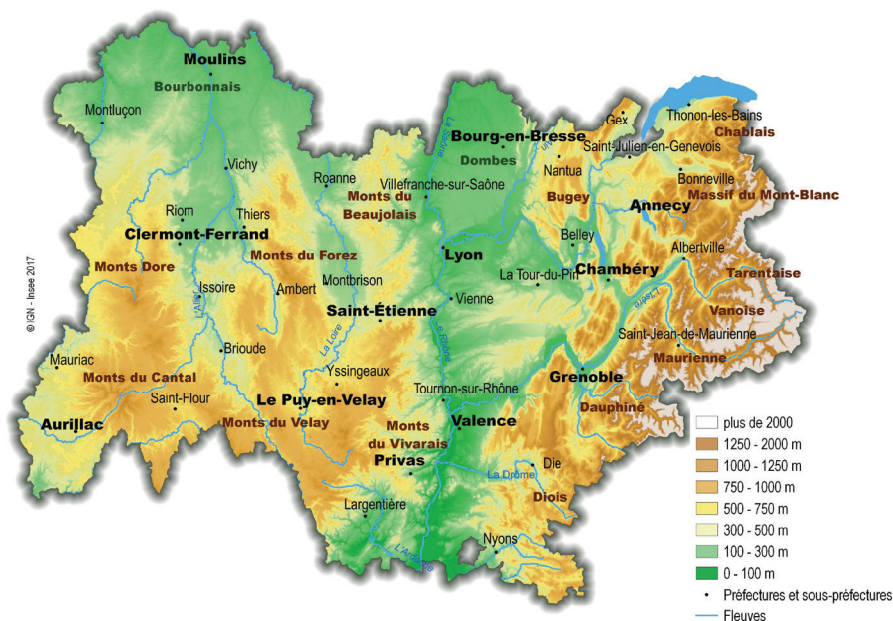 Moulins
Bourbonnais
Montluçon
Vichy
Riom
Thiers
Clermont-Ferrand
Monts Dore
Monts du Forez
Issoire
Ambert
L'Allier
Brioude
Mauriac
Monts du Cantal
Saint-Flour
Aurillac
Monts du Velay
Le Puy-en-Velay
Yssingeaux
La Loire
Roanne
Montbrison
Saint-Étienne
Monts du
Beaujolais
Villefranche-sur-Saône
La Saône
Bourg-en-Bresse
Dombes
Lyon
Vienne
Le Rhône
La Tour-du-Pin
Belley
Bugey
Nantua
Gex
Saint-Julien-en-Genevois
Thonon-les-Bains
Chablais
Bonneville
Massif du Mont-Blanc
Annecy
Albertville
Chambéry
Tarentaise
Vanoise
L'Isère
Saint-Jean-de-Maurienne
Maurienne
Grenoble
Dauphiné
Tournon-sur-Rhône
Monts
du Vivarais
Valence
Privas
La Drôme
Die
Diois
Largentière
L'Ardèche
Nyons
plus de 2000
1250 - 2000 m
1000 - 1250 m
750 - 1000 m
500 - 750 m
300 - 500 m
100 - 300 m
0 - 100 m
Préfectures et sous-préfectures
Fleuves
© IGN - Insee 2017